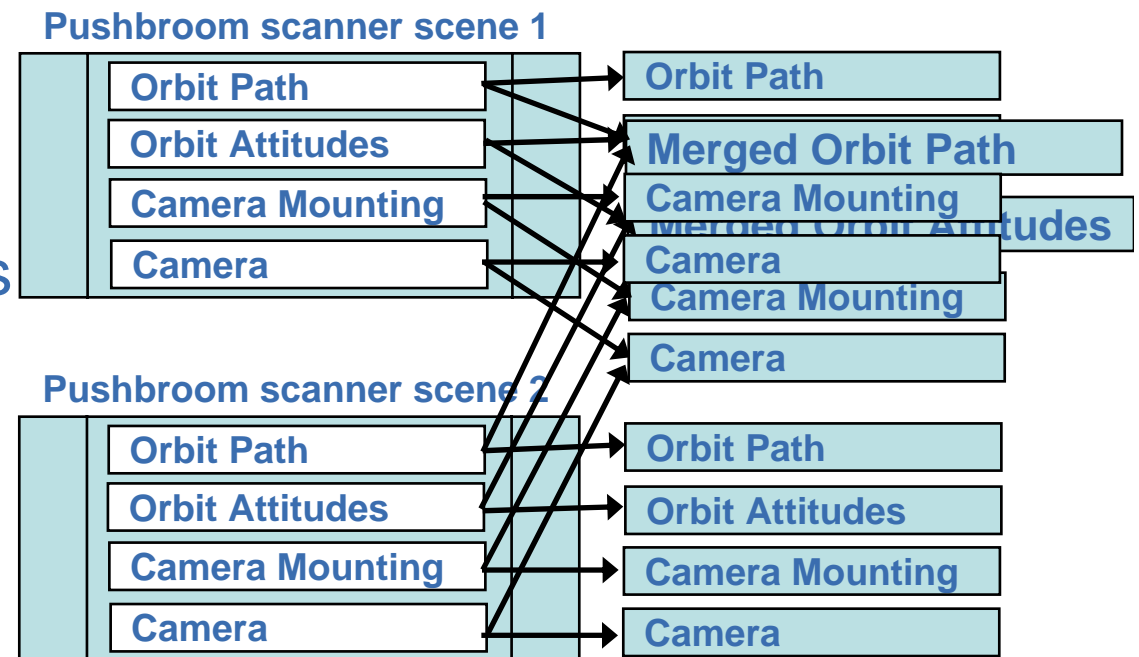 Pushbroom scanner scene 1
Orbit Path
Orbit Attitudes
Camera Mounting
Camera
s
Orbit Path
Merged Orbit Path
Camera Mounting
Merged Orbit Attitudes
Camera
Camera Mounting
Camera
Pushbroom scanner scene 2
Orbit Path
Orbit Attitudes
Camera Mounting
Camera
Orbit Path
Orbit Attitudes
Camera Mounting
Camera